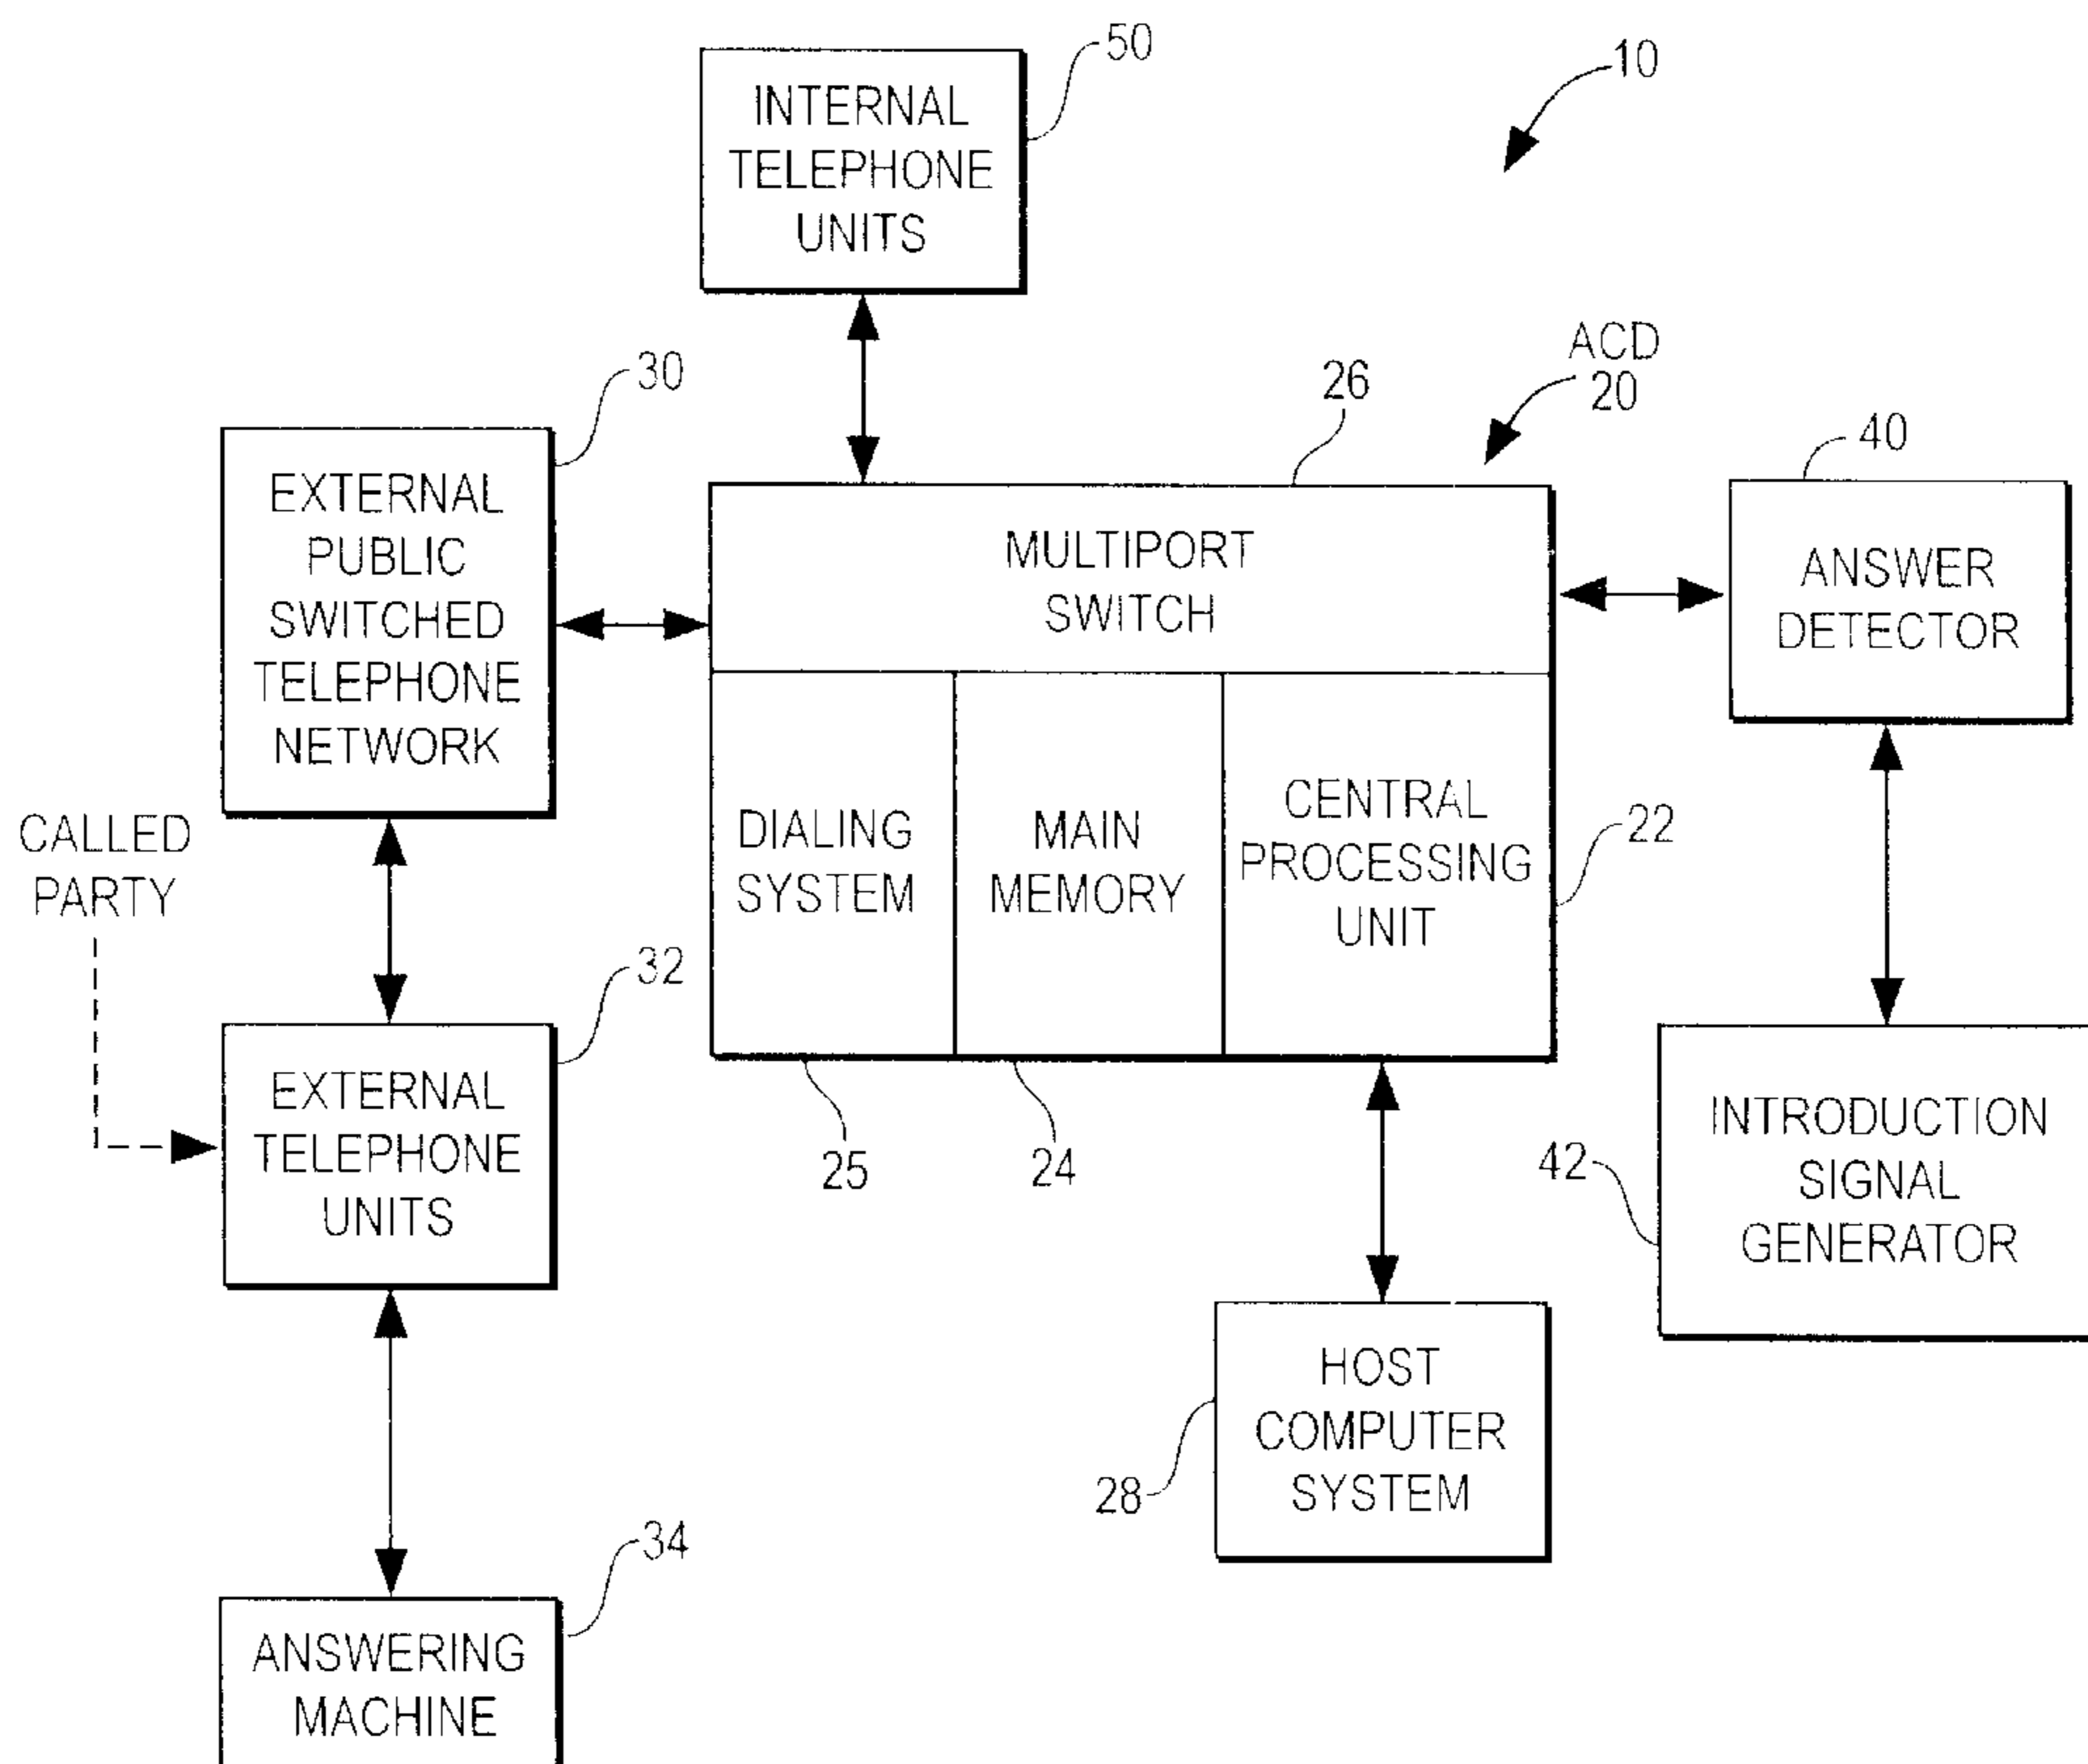 50
10
INTERNAL
TELEPHONE
UNITS
ACD
20
30
26
40
EXTERNAL
PUBLIC
SWITCHED
TELEPHONE
NETWORK
MULTIPORT
SWITCH
ANSWER
DETECTOR
CALLED
PARTY
DIALING
SYSTEM
MAIN
MEMORY
CENTRAL
PROCESSING
UNIT
22
32
EXTERNAL
TELEPHONE
UNITS
25
24
42
INTRODUCTION
SIGNAL
GENERATOR
HOST
COMPUTER
SYSTEM
28
34
ANSWERING
MACHINE